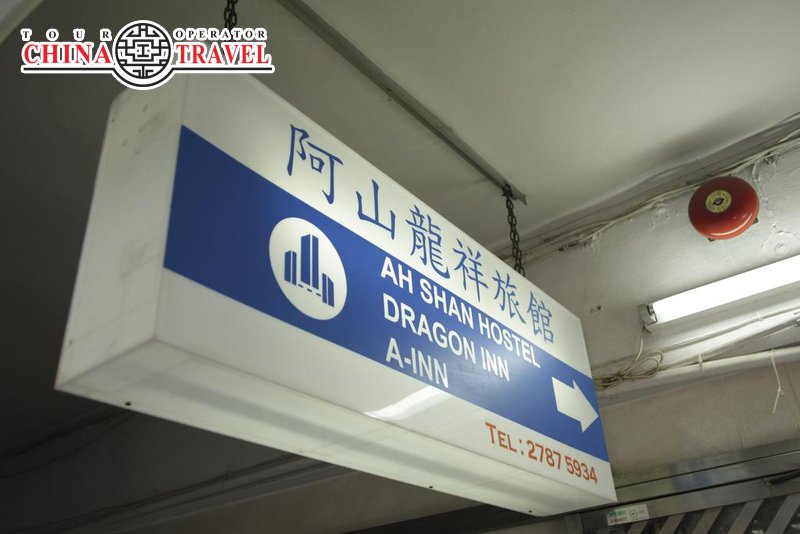 TOUR OPERATOR
CHINA TRAVEL
阿山龍祥旅館
AH SHAN HOSTEL
DRAGON INN
A-INN
TEL: 2787 5934